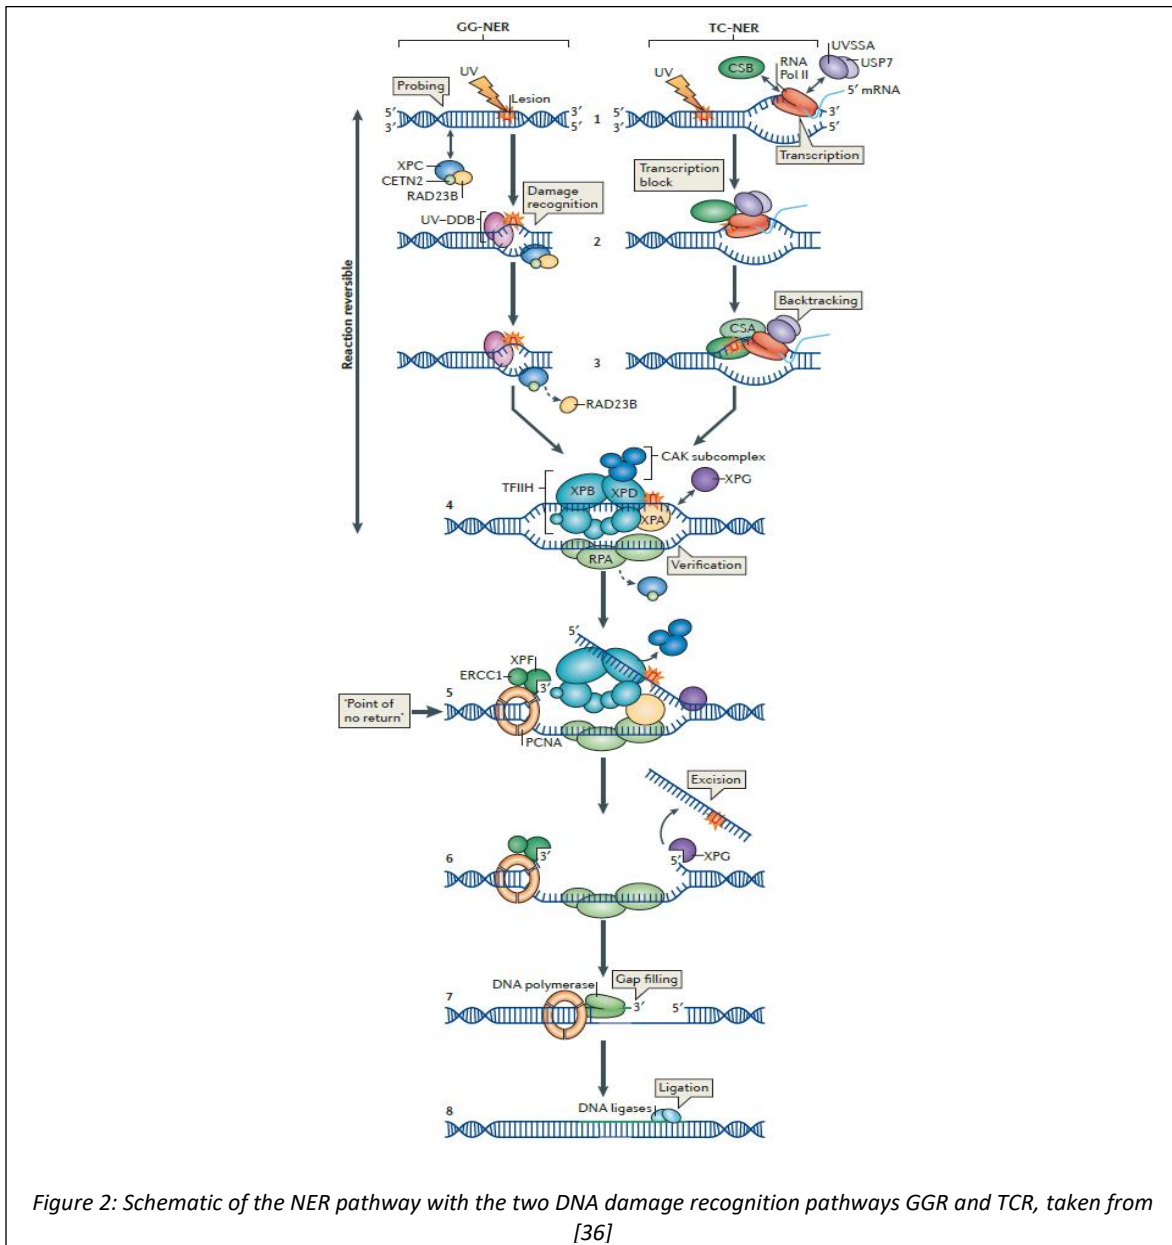 GG-NER
TC-NER
UVSSA
USP7
CSB
RNA
Pol II
5′ mRNA
UV
Lesion
Probing
5′
3′
3′
5′
1
UV
5′
3′
3′
5′
Transcription
XPC
CETN2
RAD23B
Transcription
block
Damage
recognition
UV–DDB
2
Reaction reversible
Backtracking
CSA
3
RAD23B
CAK subcomplex
TFIIH
XPB
XPD
XPG
4
XPA
RPA
Verification
5′
XPF
ERCC1
3′
'Point of
no return'
5
PCNA
Excision
6
3′
5′
XPG
7
DNA polymerase
Gap filling
3′
5′
8
DNA ligases
Ligation
Figure 2: Schematic of the NER pathway with the two DNA damage recognition pathways GGR and TCR, taken from
[36]